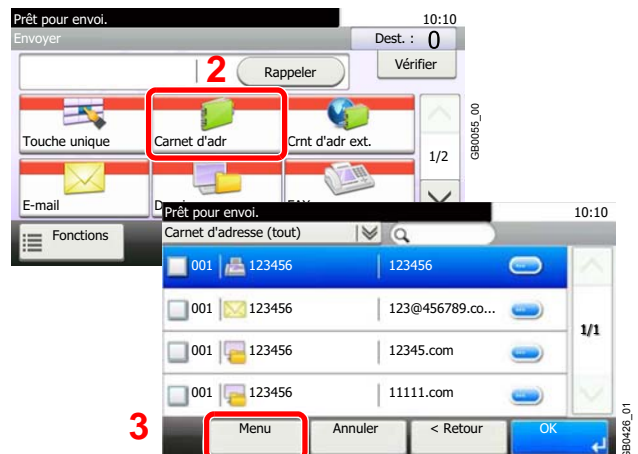 Prêt pour envoi. 10:10
Envoyer Dest. : 0
2 Rappeler Vérifier
Touche unique Carnet d'adr Crnt d'adr ext.
1/2
GB0055_00
E-mail
Fonctions
Prêt pour envoi. 10:10
Carnet d'adresse (tout)
001 123456 123456
001 123456 123@456789.co...
1/1
001 123456 12345.com
001 123456 11111.com
3 Menu Annuler < Retour OK
GB0426_01